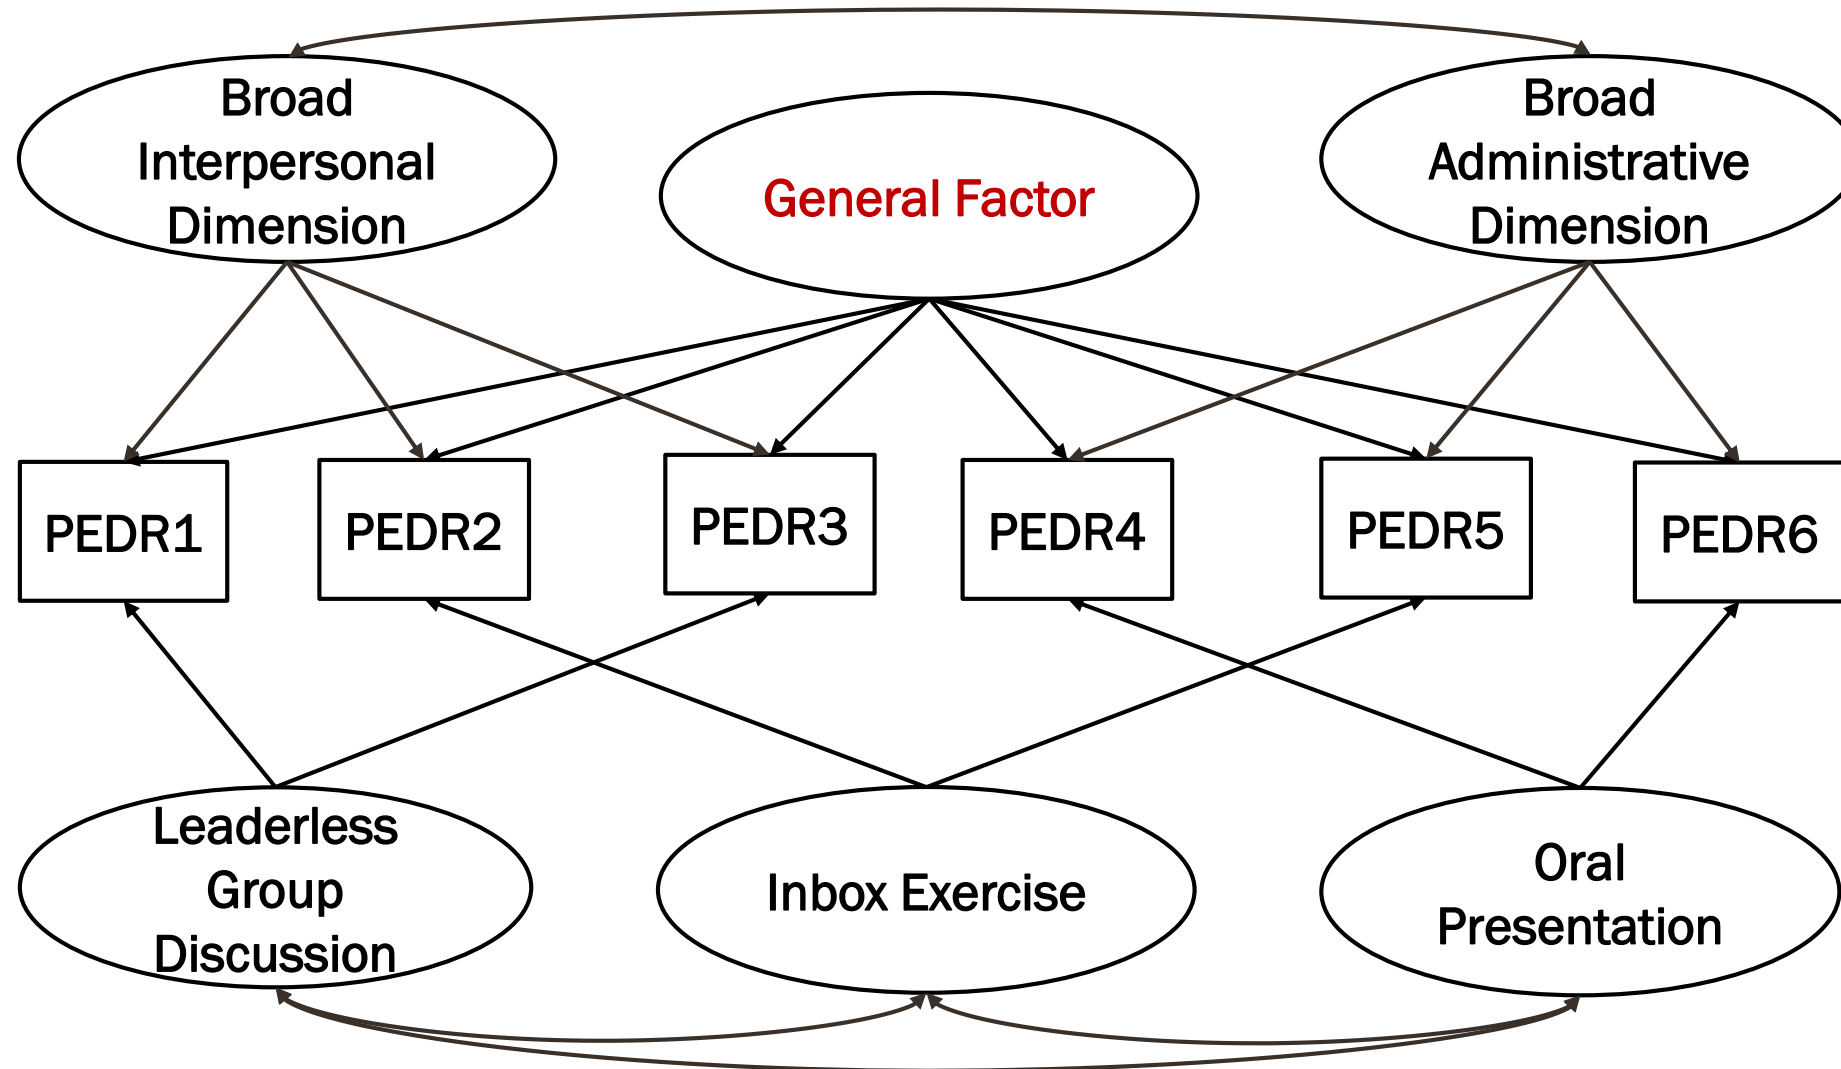 Broad
Interpersonal
Dimension
General Factor
Broad
Administrative
Dimension
PEDR1
PEDR2
PEDR3
PEDR4
PEDR5
PEDR6
Leaderless
Group
Discussion
Inbox Exercise
Oral
Presentation